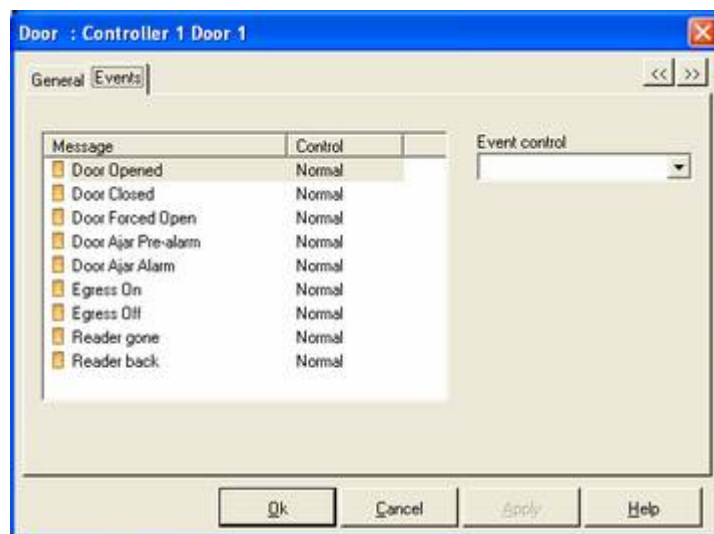 Door : Controller 1 Door 1
General Events << >>
Message Control
Door Opened Normal
Door Closed Normal
Door Forced Open Normal
Door Ajar Pre-alarm Normal
Door Ajar Alarm Normal
Egress On Normal
Egress Off Normal
Reader gone Normal
Reader back Normal
Event control
Ok Cancel Apply Help